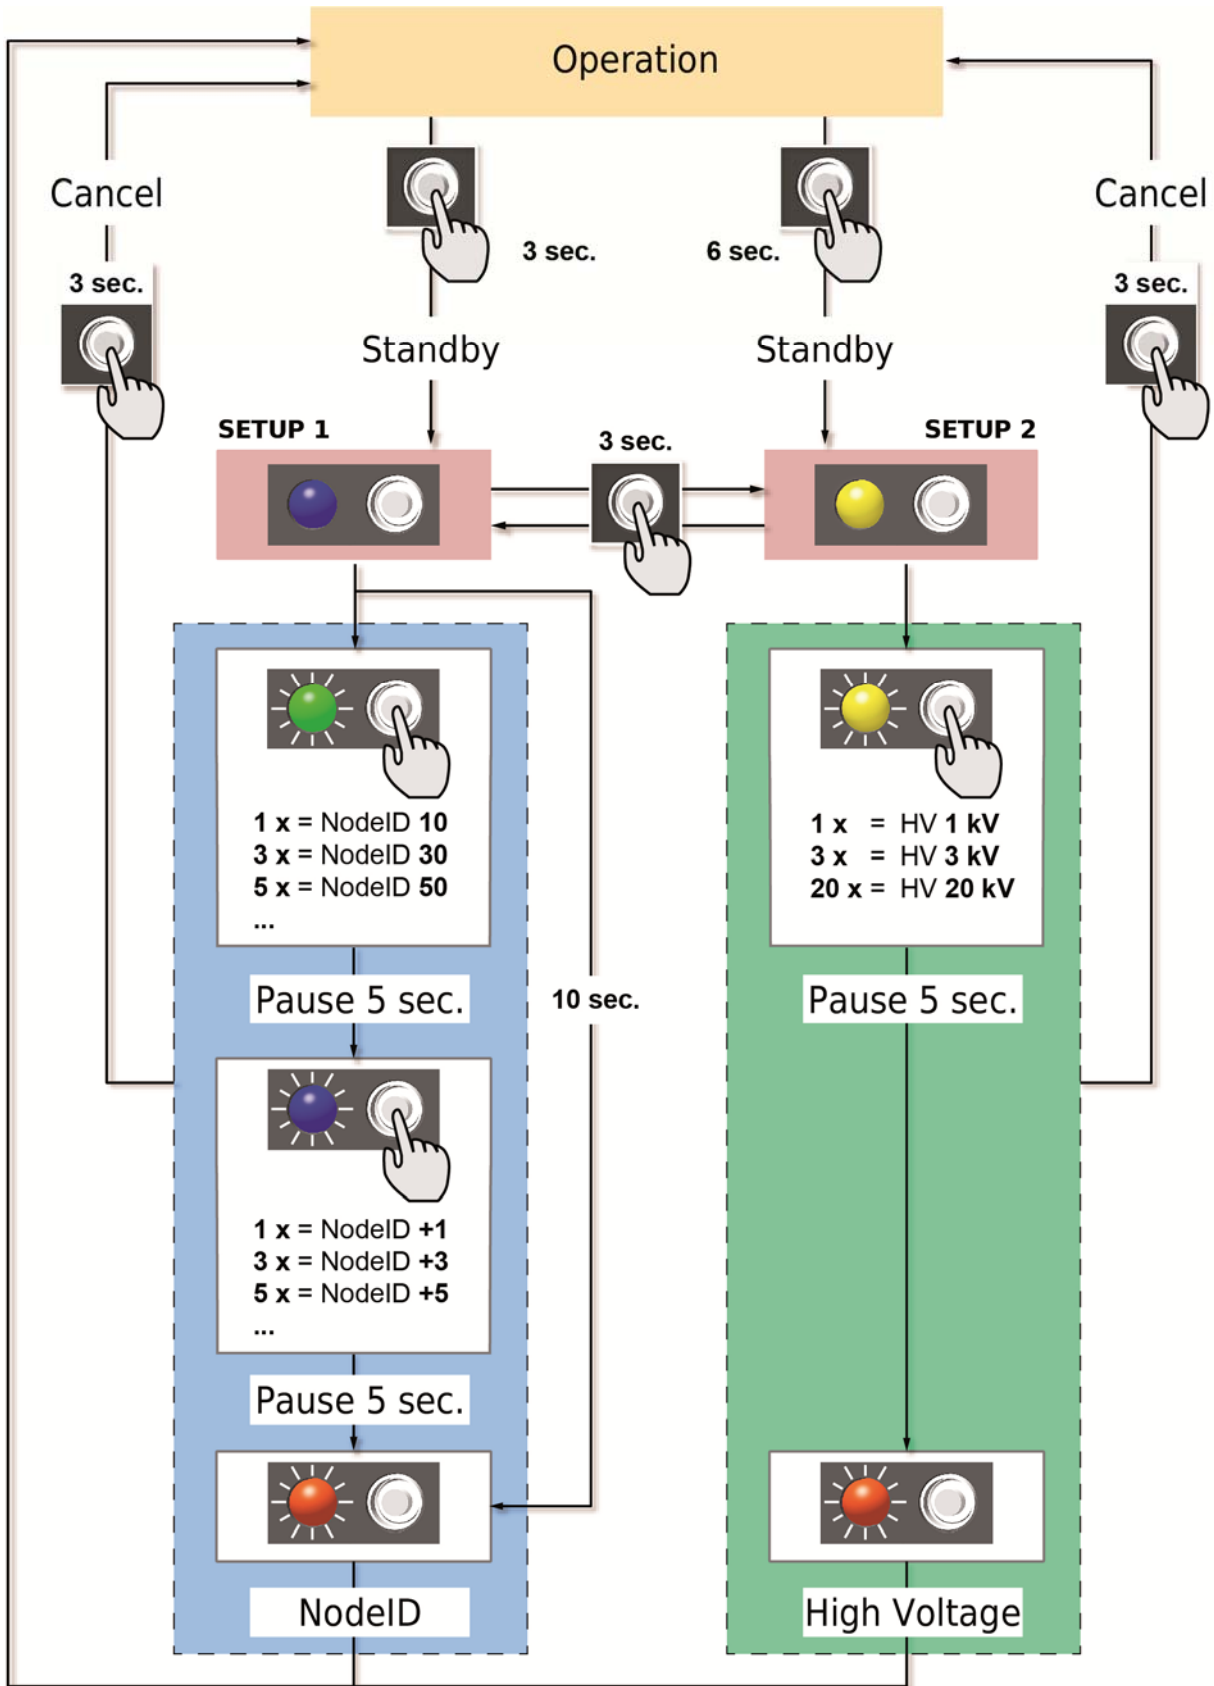 Operation
Cancel
3 sec.
6 sec.
Cancel
3 sec.
3 sec.
Standby
Standby
SETUP 1
3 sec.
SETUP 2
1 x = NodeID 10
3 x = NodeID 30
5 x = NodeID 50
...
1 x = HV 1 kV
3 x = HV 3 kV
20 x = HV 20 kV
Pause 5 sec.
10 sec.
Pause 5 sec.
1 x = NodeID +1
3 x = NodeID +3
5 x = NodeID +5
...
Pause 5 sec.
NodeID
High Voltage